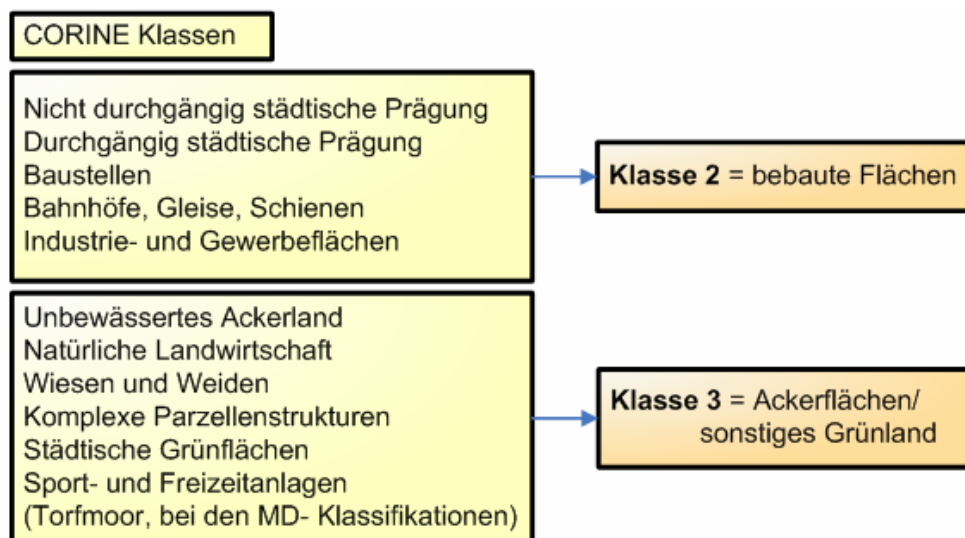 CORINE Klassen
Nicht durchgängig städtische Prägung
Durchgängig städtische Prägung
Baustellen
Bahnhöfe, Gleise, Schienen
Industrie- und Gewerbeflächen
Klasse 2 = bebaute Flächen
Unbewässertes Ackerland
Natürliche Landwirtschaft
Wiesen und Weiden
Komplexe Parzellenstrukturen
Städtische Grünflächen
Sport- und Freizeitanlagen
(Torfmoor, bei den MD- Klassifikationen)
Klasse 3 = Ackerflächen/
sonstiges Grünland